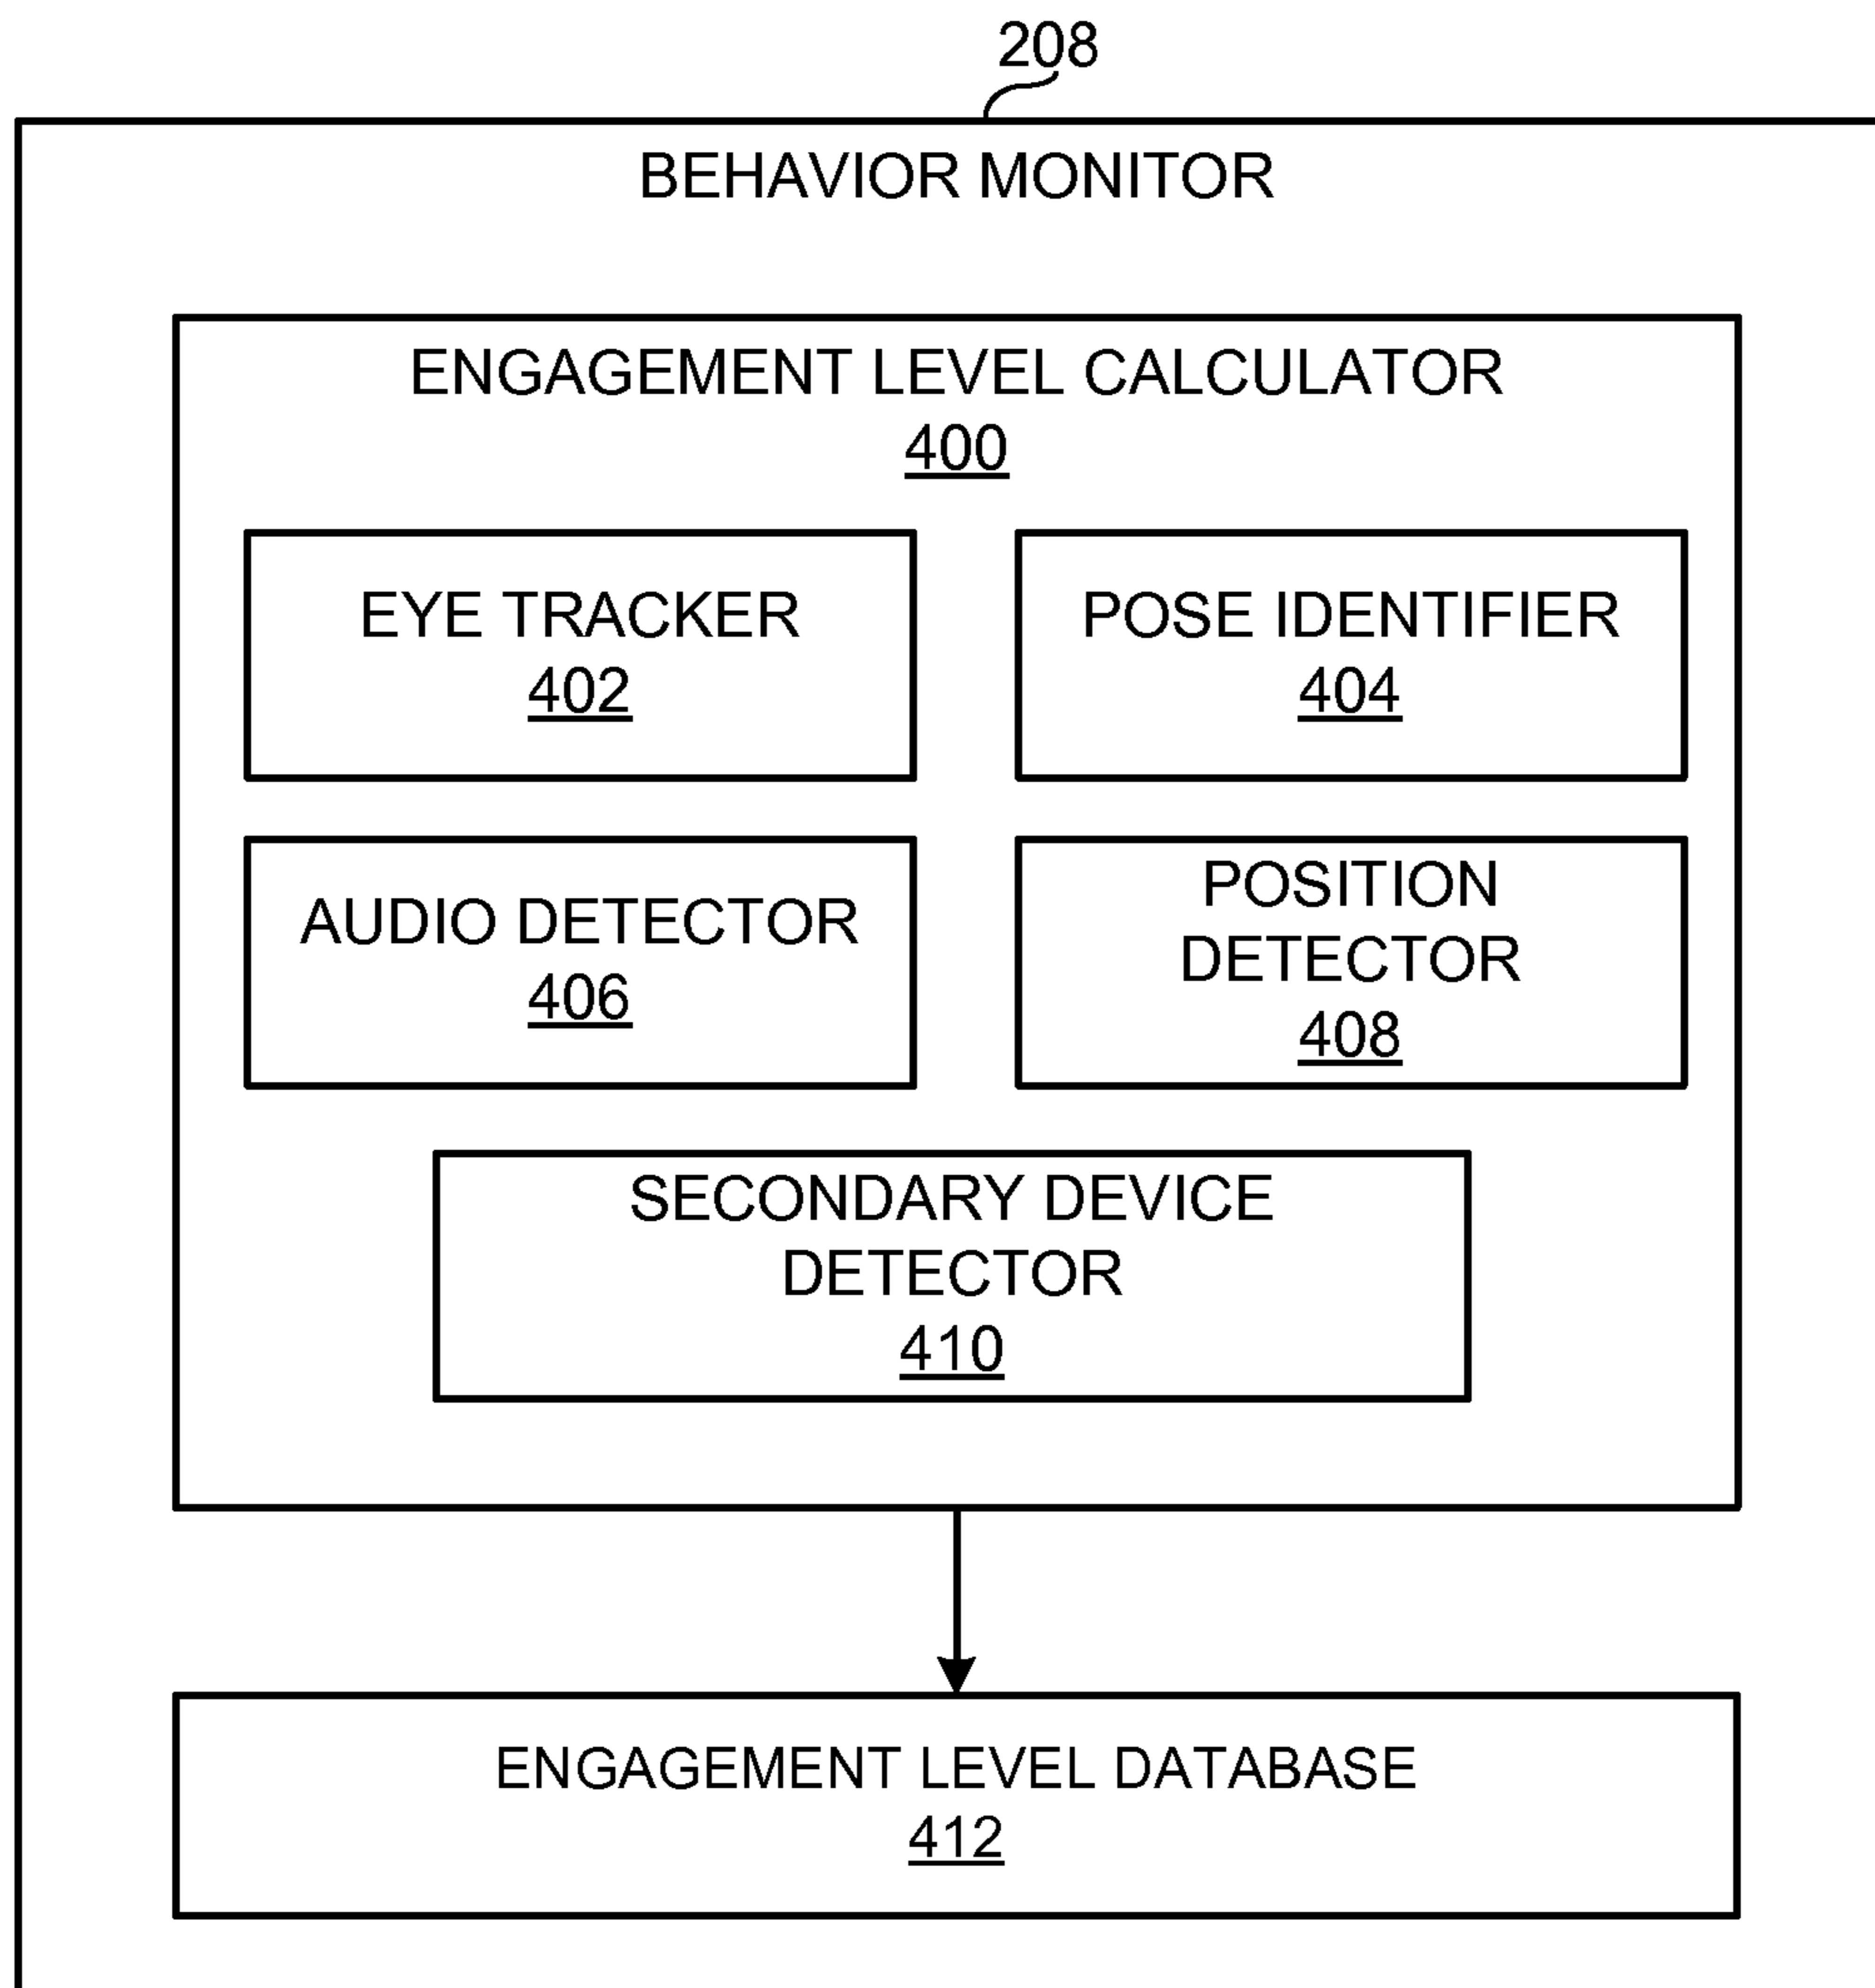 208
BEHAVIOR MONITOR
ENGAGEMENT LEVEL CALCULATOR
400
EYE TRACKER
402
POSE IDENTIFIER
404
AUDIO DETECTOR
406
POSITION
DETECTOR
408
SECONDARY DEVICE
DETECTOR
410
ENGAGEMENT LEVEL DATABASE
412